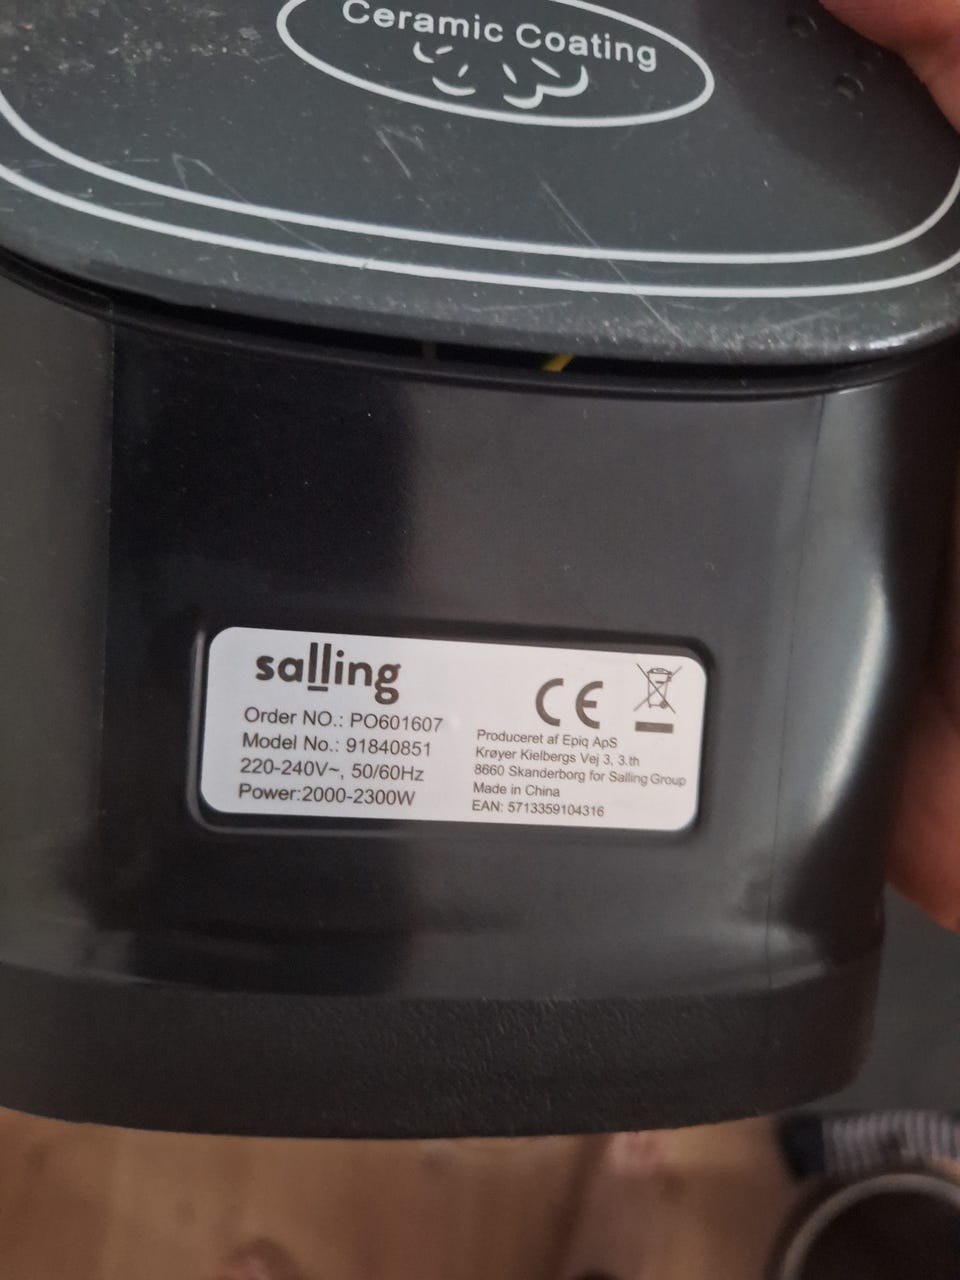 Ceramic Coating
salling
Order NO.: PO601607
Model No.: 91840851
220-240V~, 50/60Hz
Power:2000-2300W
CE
Produceret af Epiq ApS
Krøyer Kielbergs Vej 3, 3.th
8660 Skanderborg for Salling Group
Made in China
EAN: 5713359104316